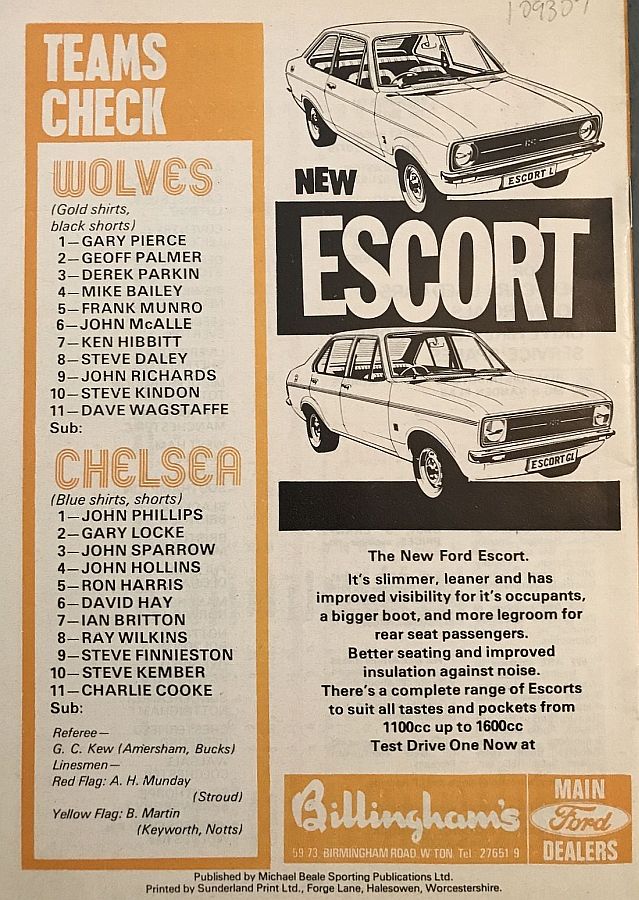 109307
TEAMS
CHECK
WOLVES
(Gold shirts,
black shorts)
1—GARY PIERCE
2—GEOFF PALMER
3—DEREK PARKIN
4—MIKE BAILEY
5—FRANK MUNRO
6—JOHN McALLE
7—KEN HIBBITT
8—STEVE DALEY
9—JOHN RICHARDS
10—STEVE KINDON
11—DAVE WAGSTAFFE
Sub:
CHELSEA
(Blue shirts, shorts)
1—JOHN PHILLIPS
2—GARY LOCKE
3—JOHN SPARROW
4—JOHN HOLLINS
5—RON HARRIS
6—DAVID HAY
7—IAN BRITTON
8—RAY WILKINS
9—STEVE FINNIESTON
10—STEVE KEMBER
11—CHARLIE COOKE
Sub:
Referee—
G. C. Kew (Amersham, Bucks)
Linesmen—
Red Flag: A. H. Munday
(Stroud)
Yellow Flag: B. Martin
(Keyworth, Notts)
ESCORT L
NEW
ESCORT
ESCORT GL
The New Ford Escort.
It's slimmer, leaner and has
improved visibility for it's occupants,
a bigger boot, and more legroom for
rear seat passengers.
Better seating and improved
insulation against noise.
There's a complete range of Escorts
to suit all tastes and pockets from
1100cc up to 1600cc
Test Drive One Now at
Billingham's
59 73, BIRMINGHAM ROAD, W'TON Tel: 27651 9
MAIN
Ford
DEALERS
Published by Michael Beale Sporting Publications Ltd.
Printed by Sunderland Print Ltd., Forge Lane, Halesowen, Worcestershire.